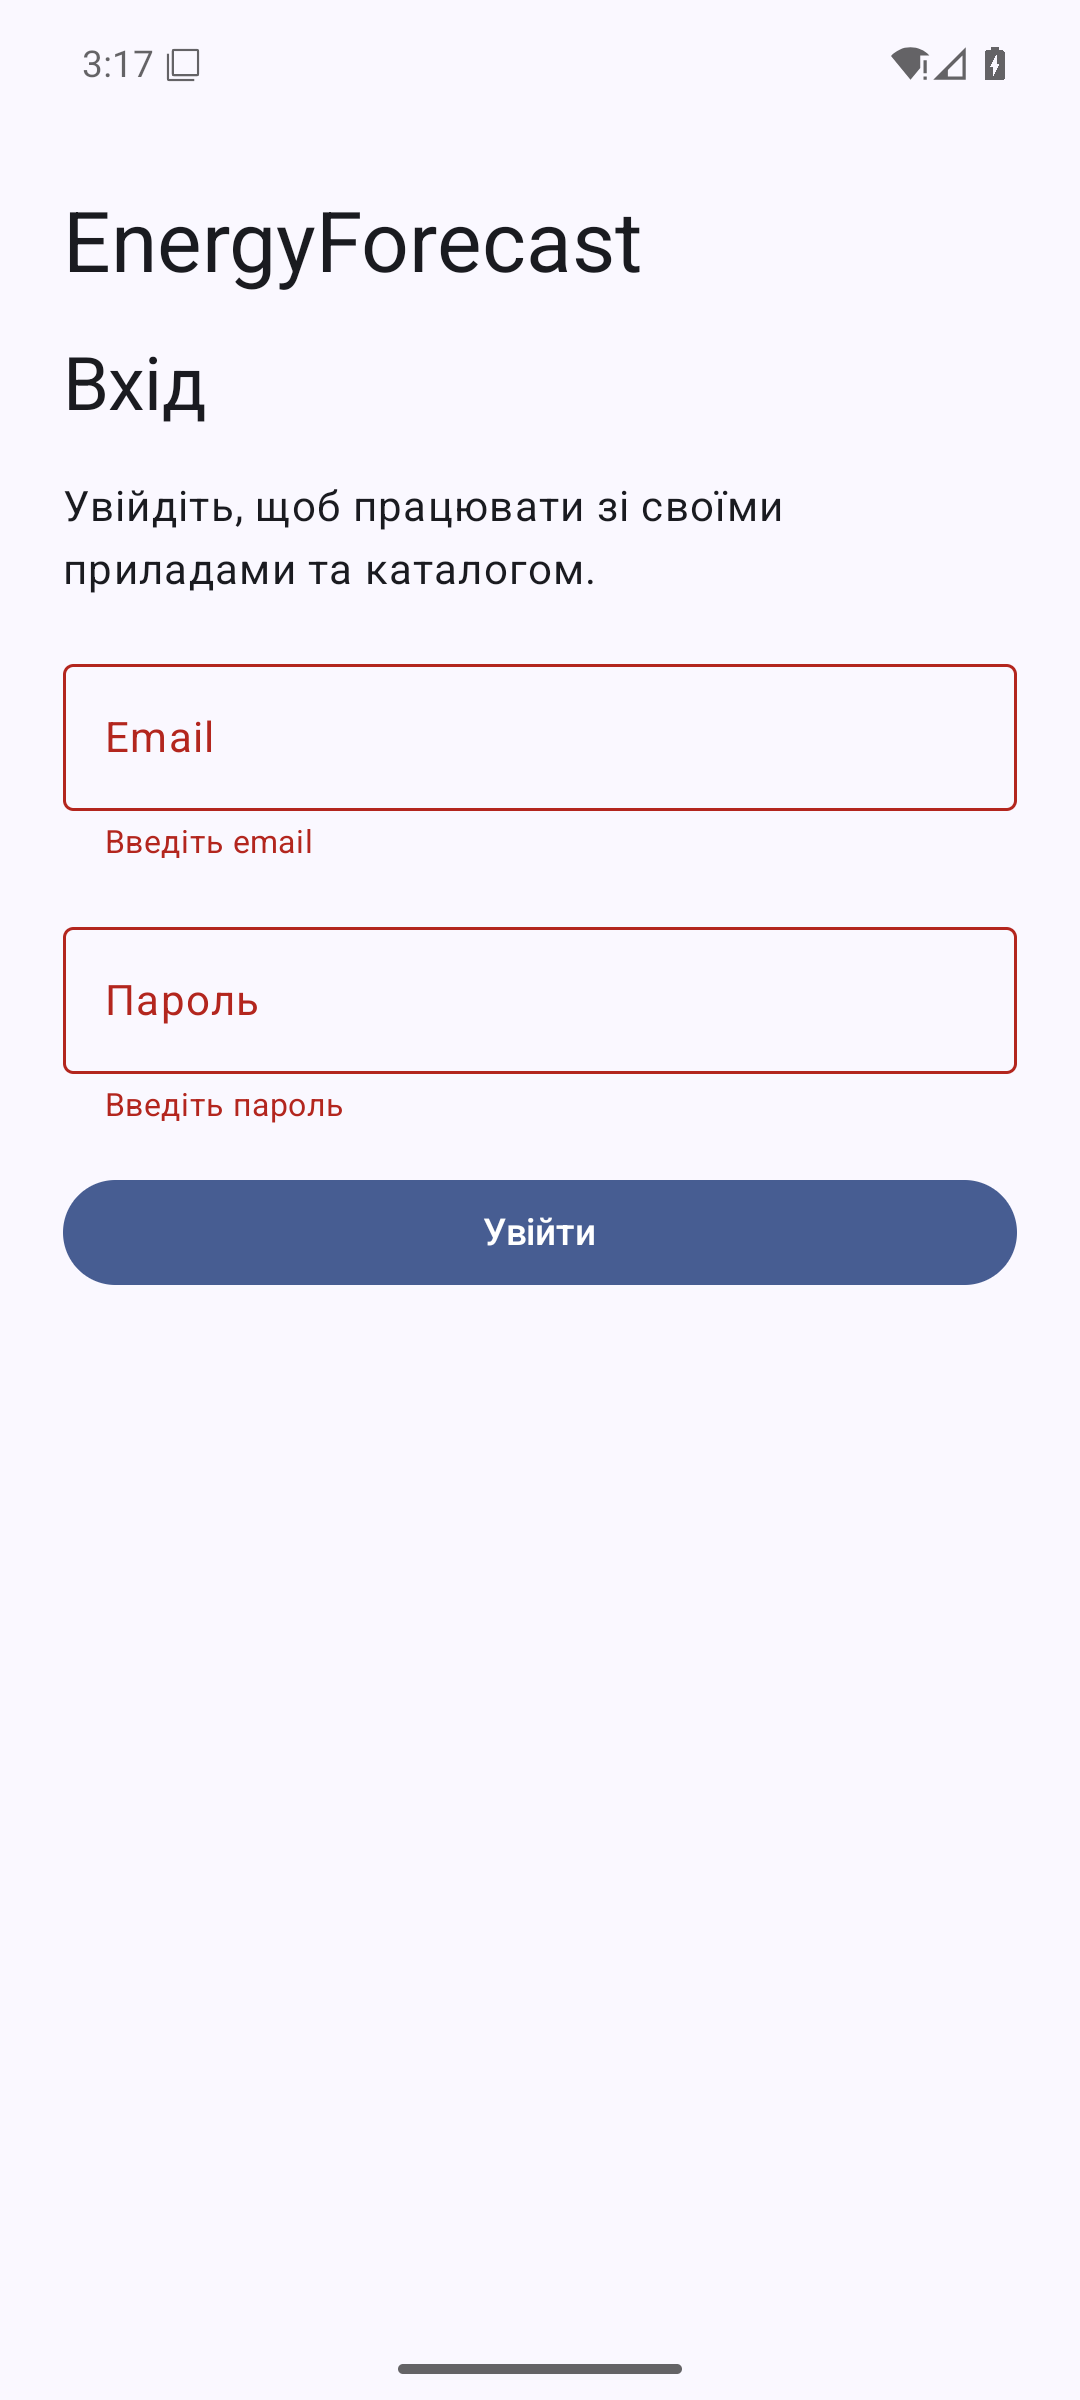 3:17
EnergyForecast
Вхід
Увійдіть, щоб працювати зі своїми
приладами та каталогом.
Email
Введіть email
Пароль
Введіть пароль
Увійти